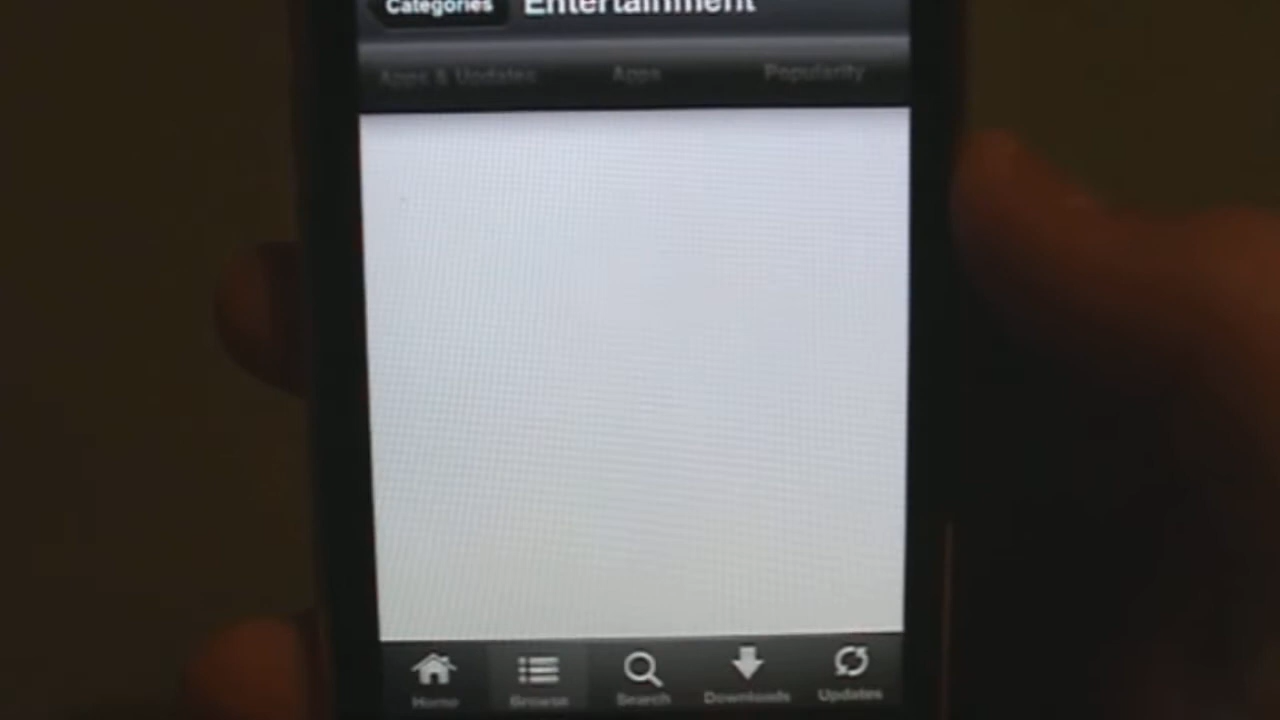 Categories Entertainment
Apps & Updates Apps Popularity
Home Browse Search Downloads Updates